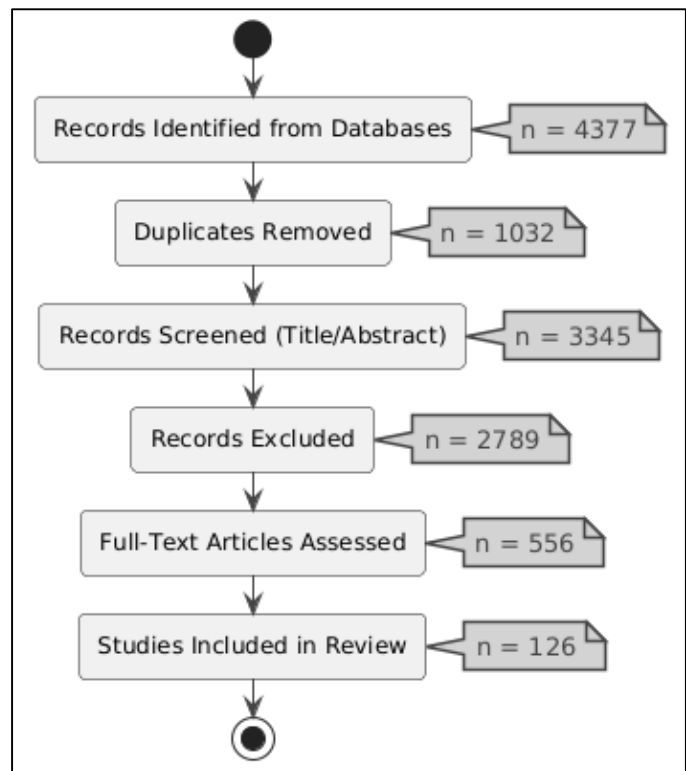 Records Identified from Databases
n = 4377
Duplicates Removed
n = 1032
Records Screened (Title/Abstract)
n = 3345
Records Excluded
n = 2789
Full-Text Articles Assessed
n = 556
Studies Included in Review
n = 126